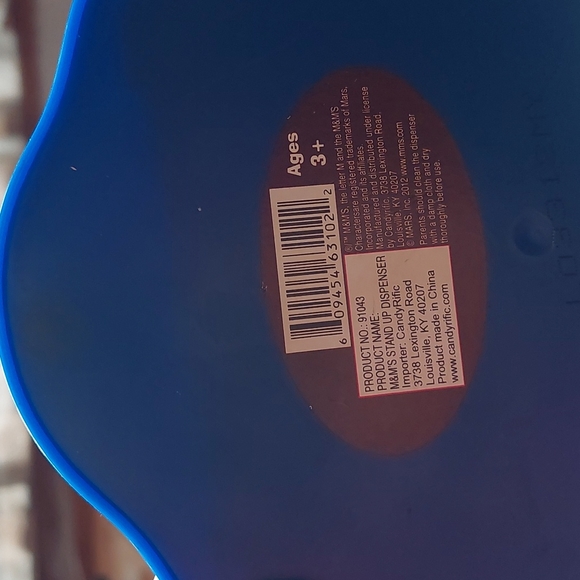 Ages
3+
6 09454 63102 2
®/™ M&M'S, the letter M and the M&M'S
Characters are registered trademarks of Mars,
Incorporated and its affiliates.
Manufactured and distributed under license
by Candyrific, 3738 Lexington Road,
Louisville, KY 40207
© MARS, Inc. 2012 www.mms.com
Parents should clean the dispenser
with a damp cloth and dry
thoroughly before use.
PRODUCT NO.: 91043
PRODUCT NAME:
M&M'S STAND UP DISPENSER
Importer: CandyRific
3738 Lexington Road
Louisville, KY 40207
Product made in China
www.candyrific.com